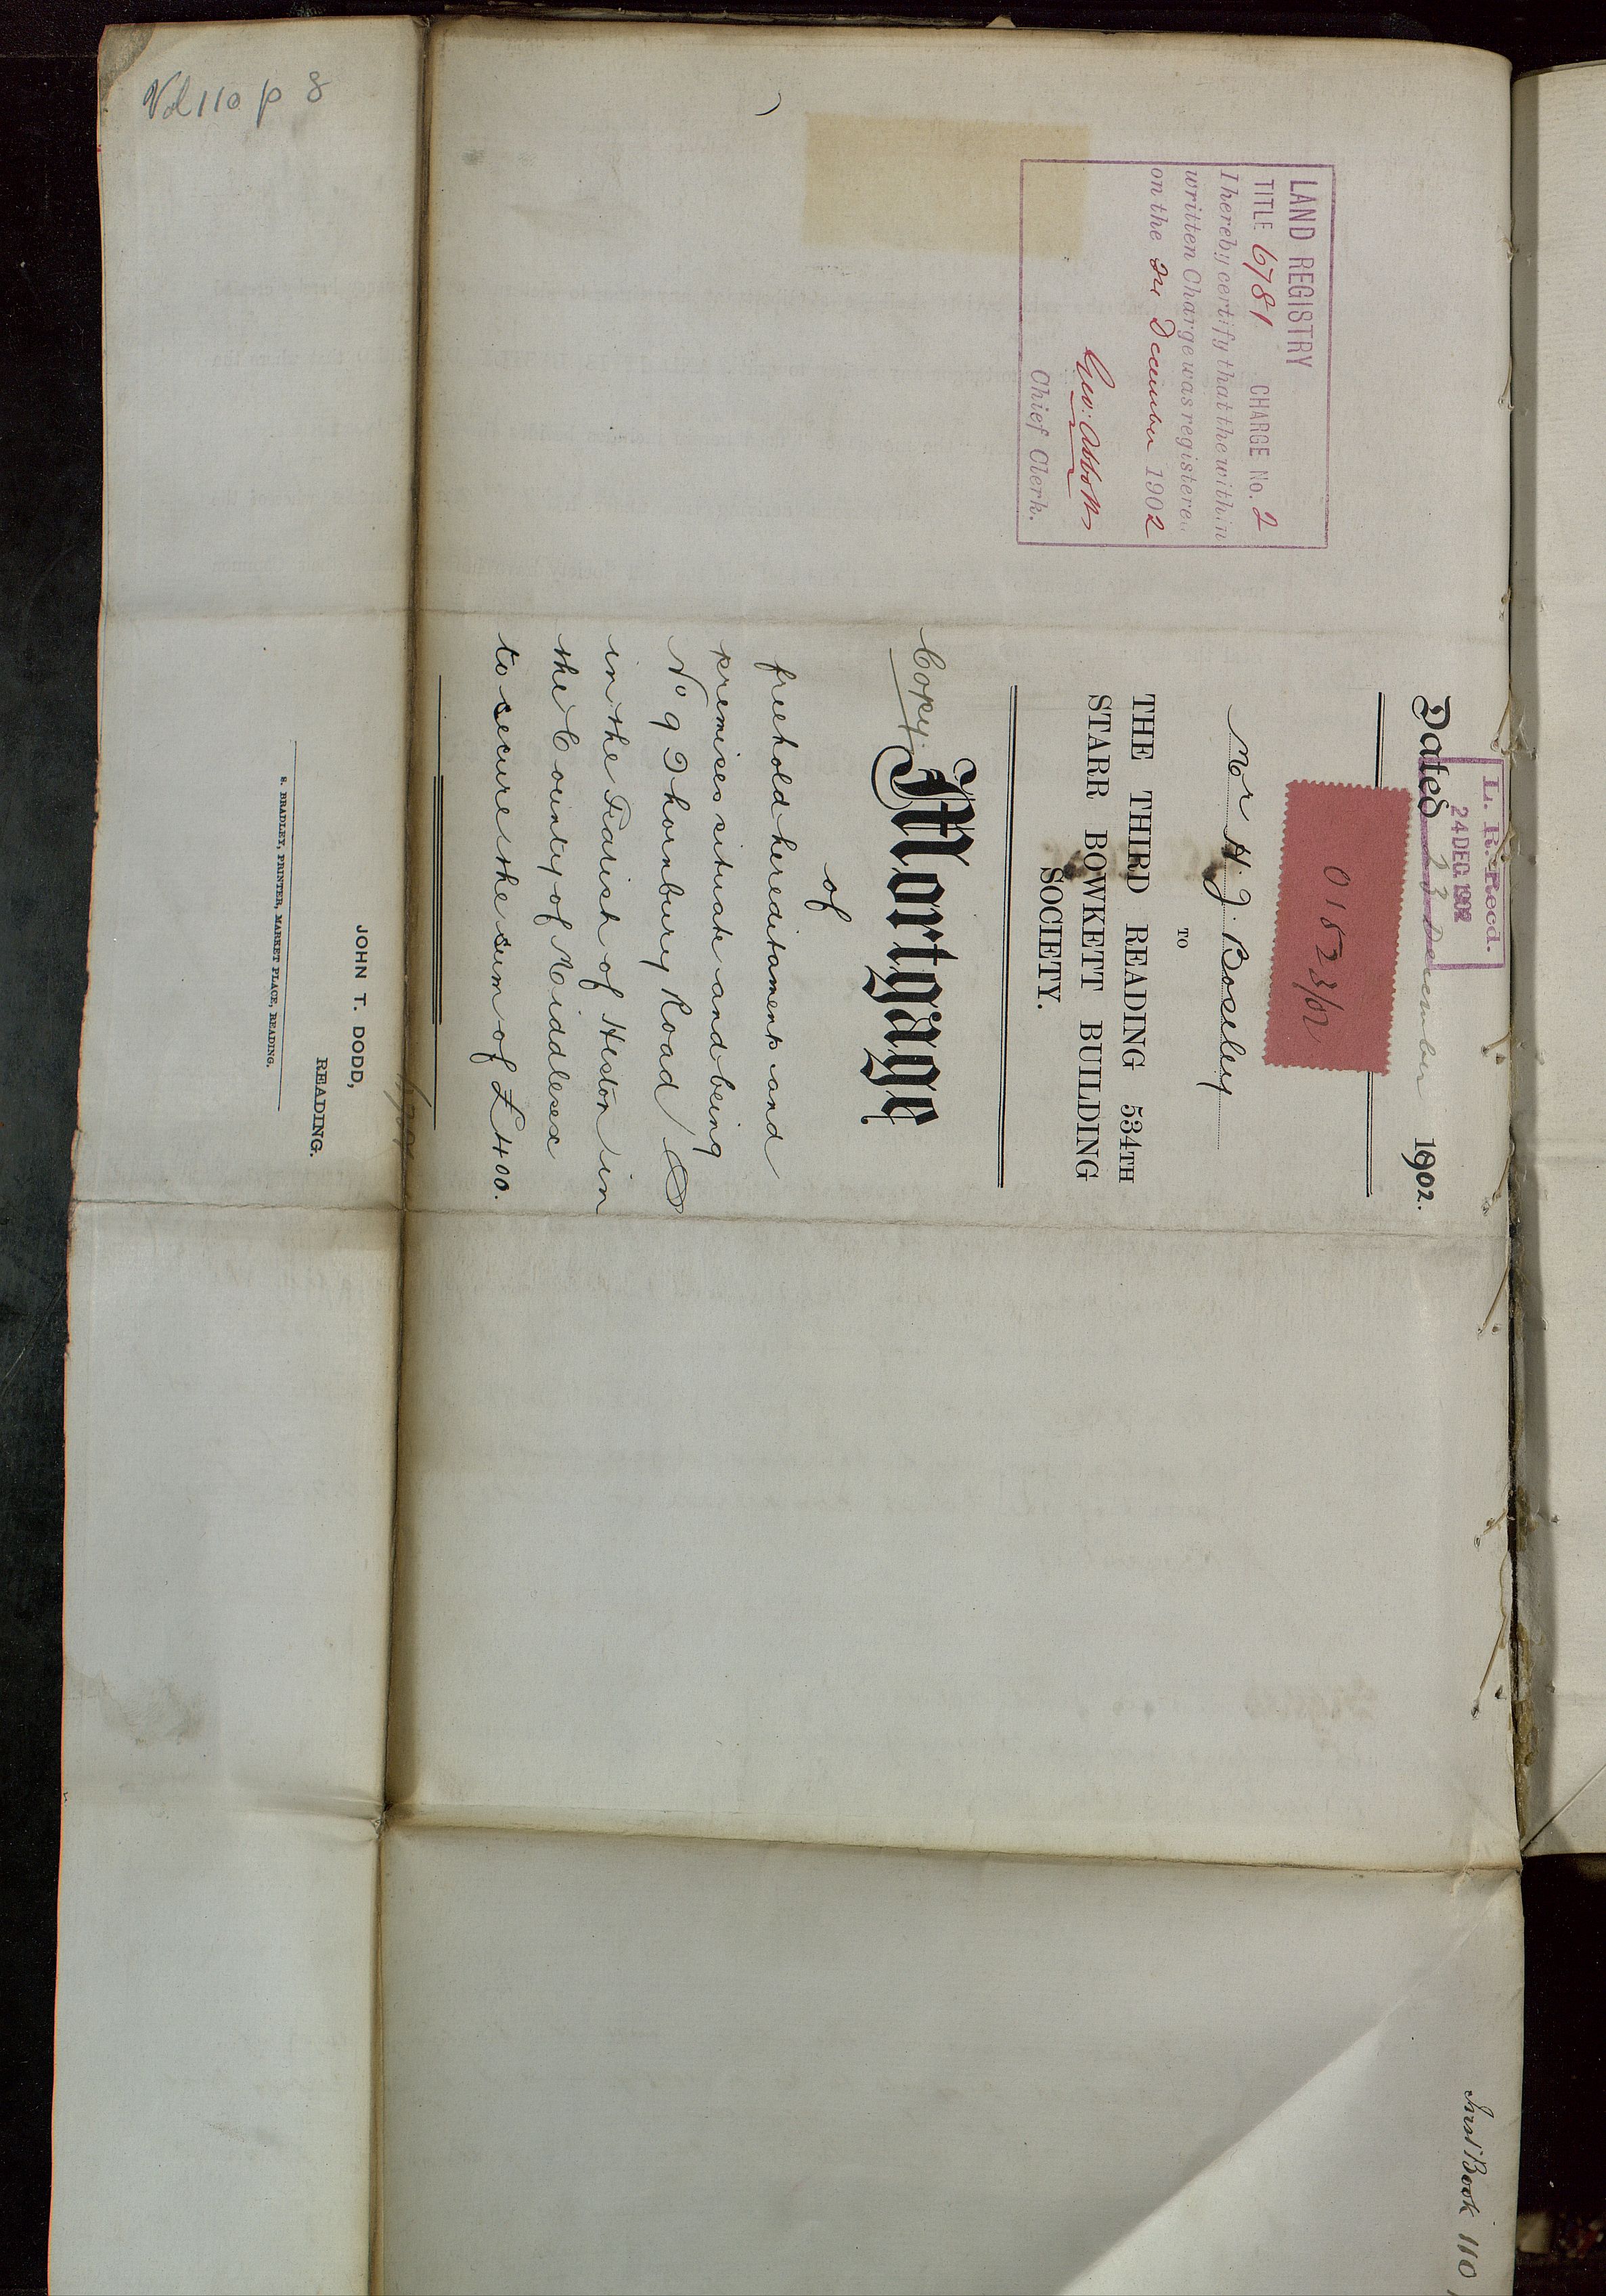 Vol 110 p 8
L. R. Recd.
24 DEC. 1902
Dated 23 December 1902.
01523/02
Mr H. J. Boseley
TO
THE THIRD READING 534TH
STARR BOWKETT BUILDING
SOCIETY.
Copy.
Mortgage
of
freehold hereditaments and
premises situate and being
No 9 Thornbury Road
in the Parish of Heston in
the County of Middlesex
to secure the sum of £400.
JOHN T. DODD,
READING.
S. BRADLEY, PRINTER, MARKET PLACE, READING.
LAND REGISTRY
TITLE 6781 CHARGE No. 2
I hereby certify that the within
written Charge was registered
on the December 1902
Geo: Abbott
Chief Clerk.
Inst Book 110